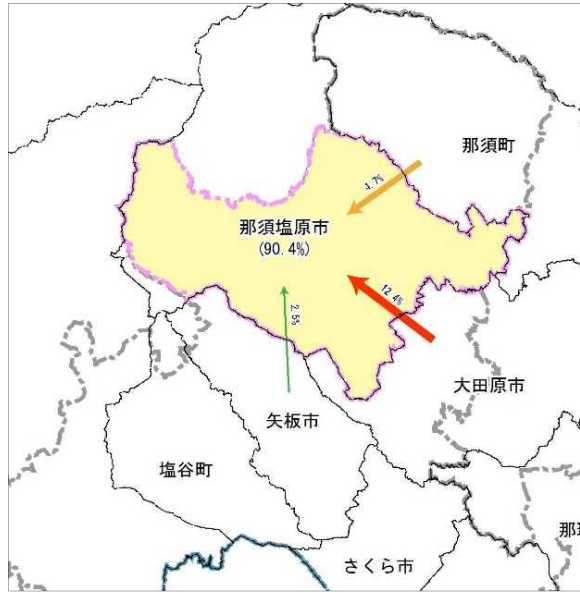 那須町
4.7%
那須塩原市
(90.4%)
12.4%
2.5%
大田原市
矢板市
塩谷町
さくら市